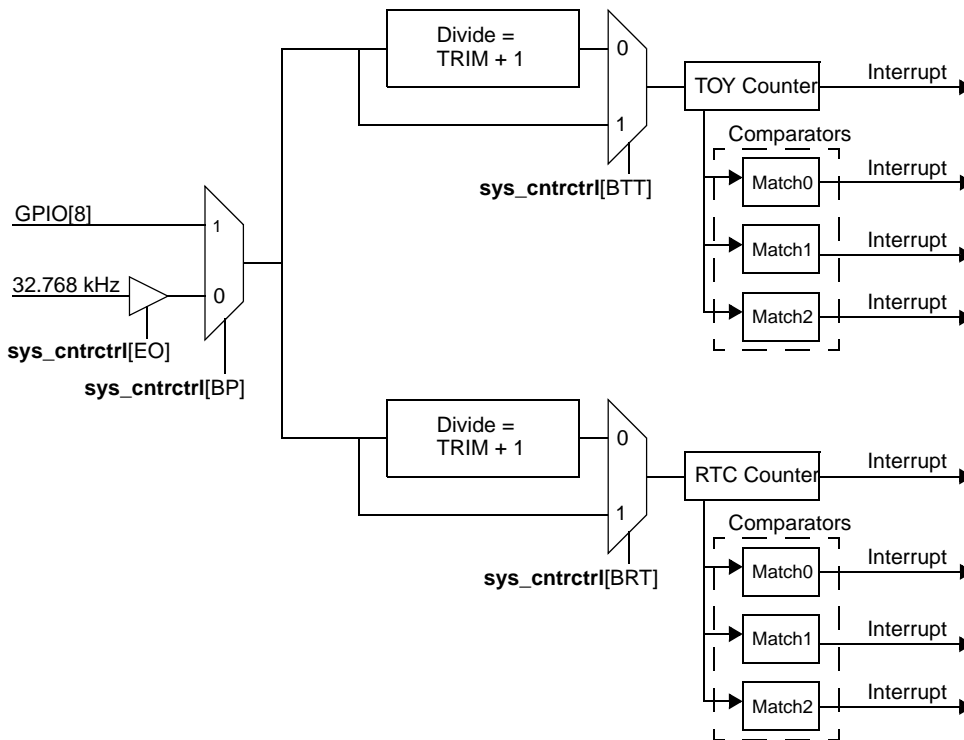 Divide =
TRIM + 1
0
1
sys_cntrctrl[BTT]
TOY Counter
Interrupt
Comparators
Match0
Interrupt
Match1
Interrupt
Match2
Interrupt
GPIO[8]
1
32.768 kHz
0
sys_cntrctrl[EO]
sys_cntrctrl[BP]
Divide =
TRIM + 1
0
1
sys_cntrctrl[BRT]
RTC Counter
Interrupt
Comparators
Match0
Interrupt
Match1
Interrupt
Match2
Interrupt